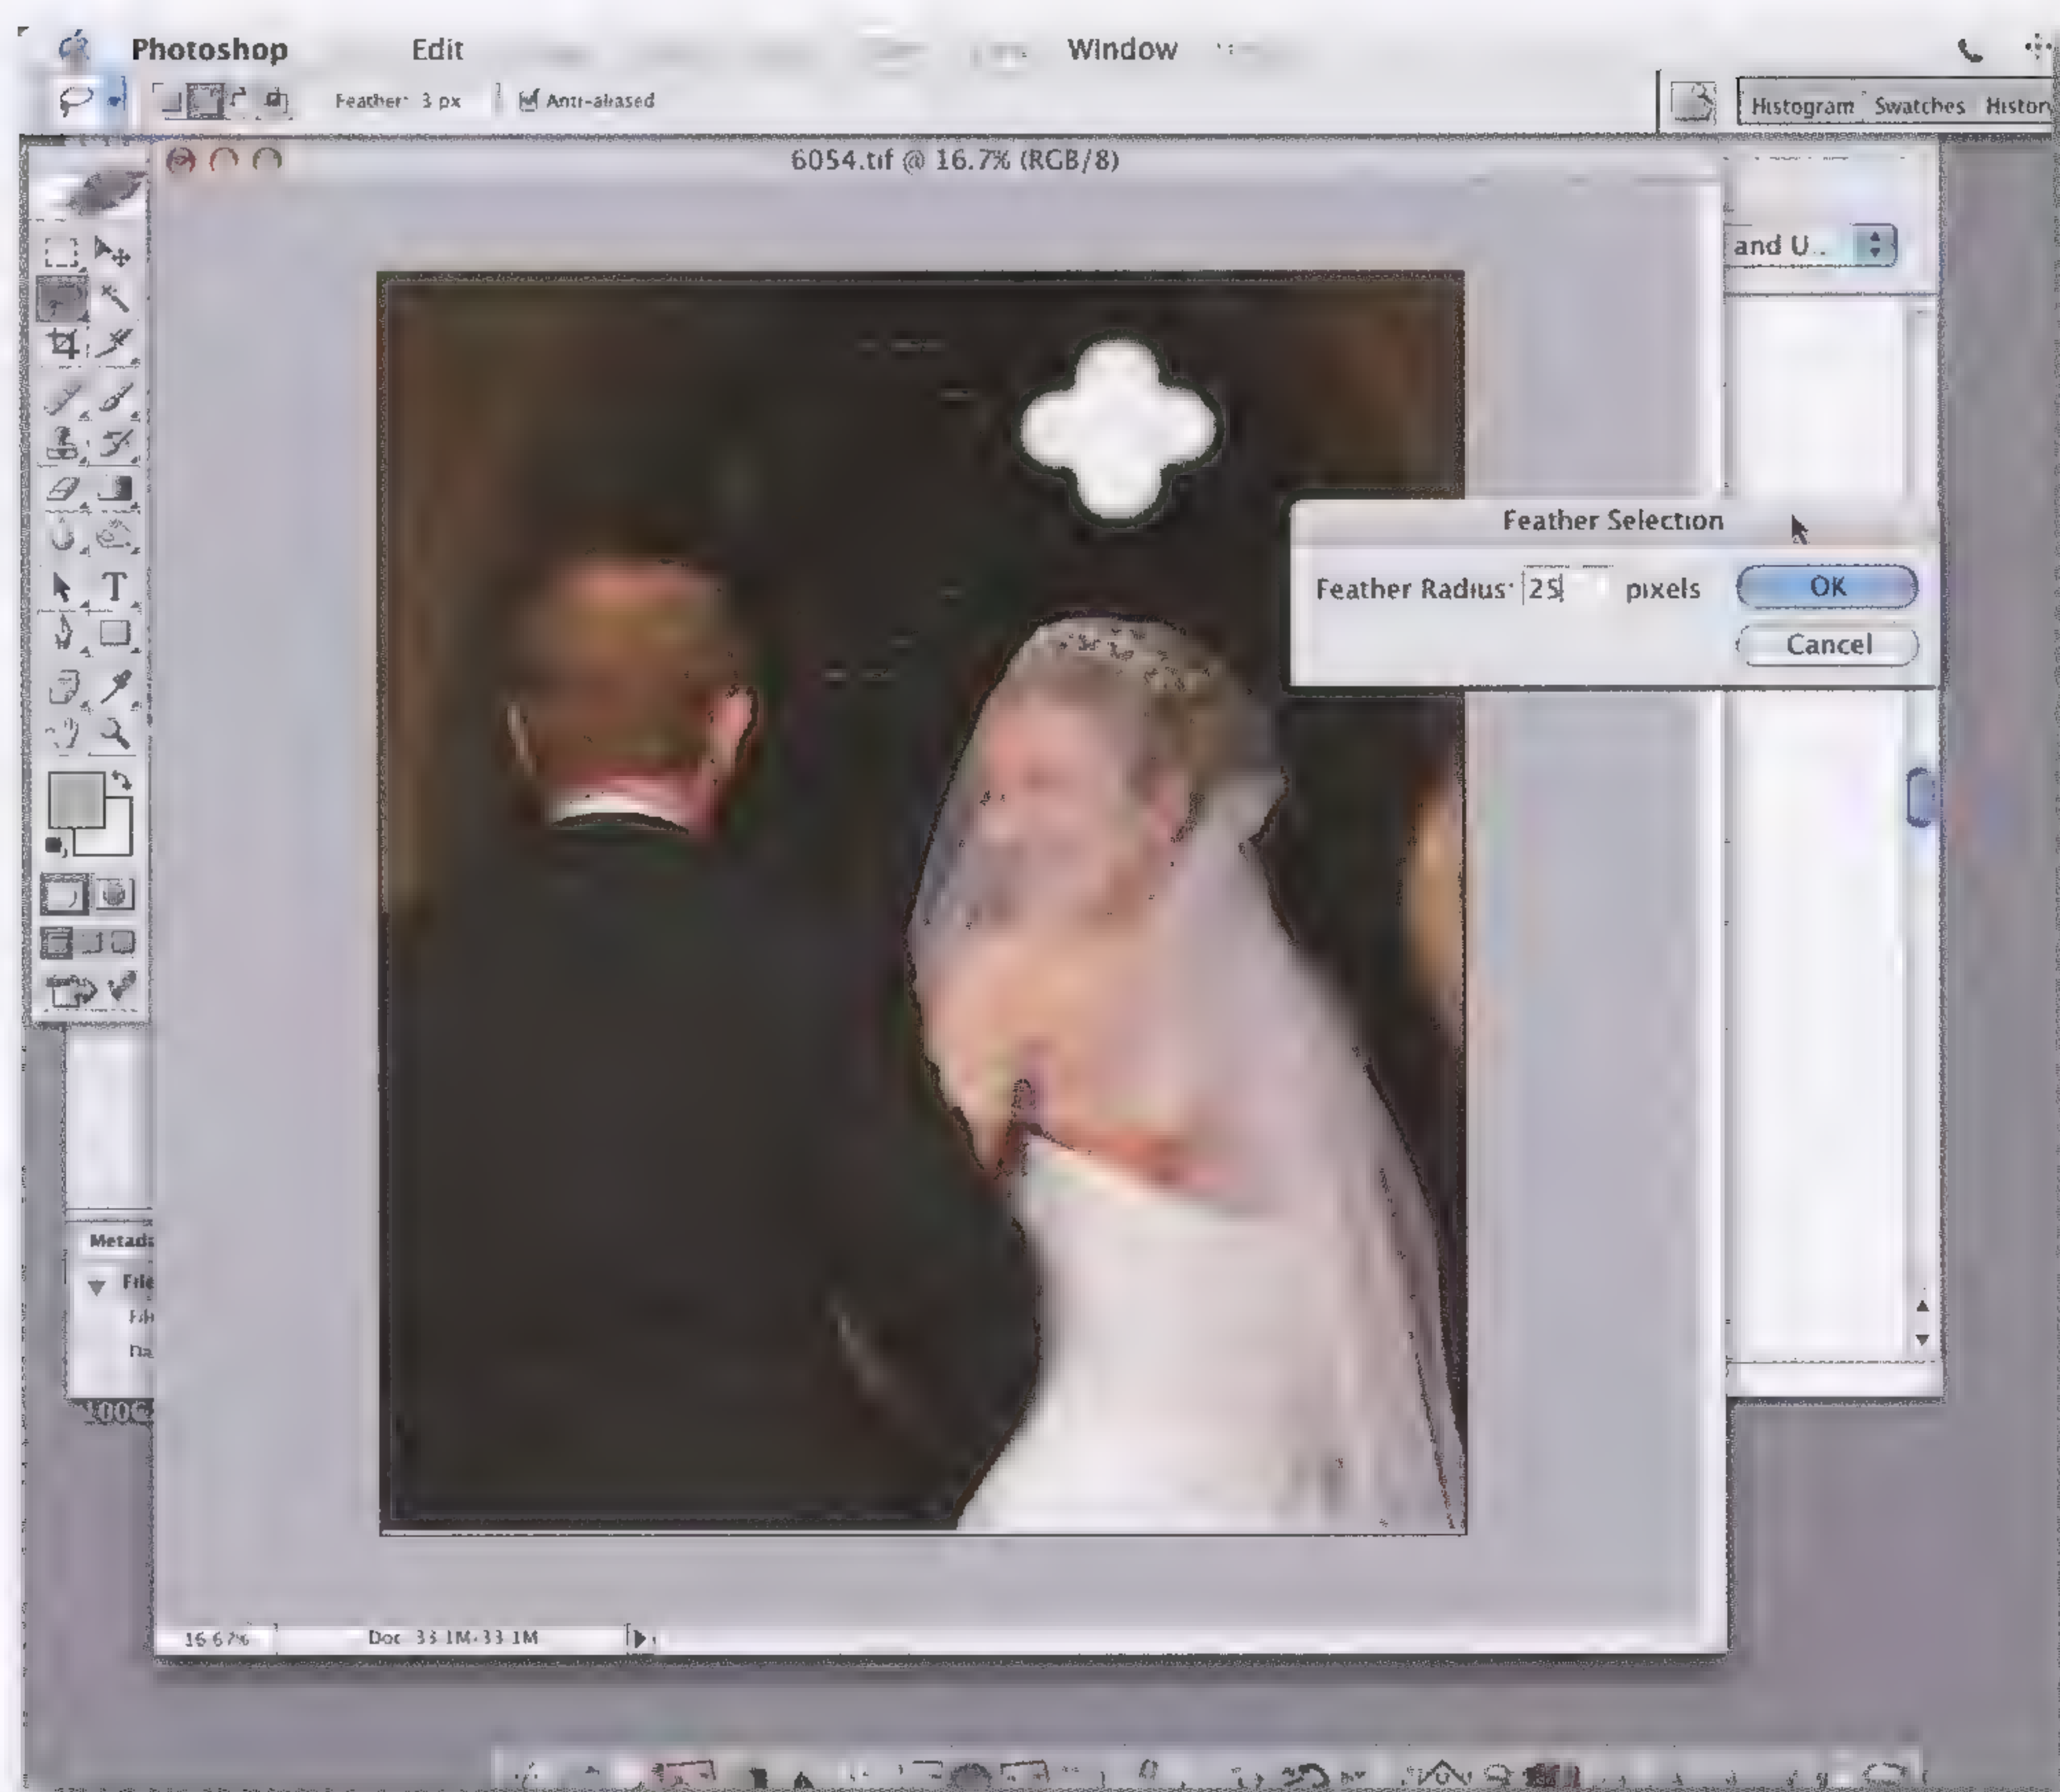 Photoshop Edit Window
Feather: 3 px Anti-aliased
Histogram Swatches Histor
6054.tif @ 16.7% (RGB/8)
and U...
Feather Selection
Feather Radius: 25 pixels OK
Cancel
T
Metada
File
16.67% Doc: 33.1M/33.1M